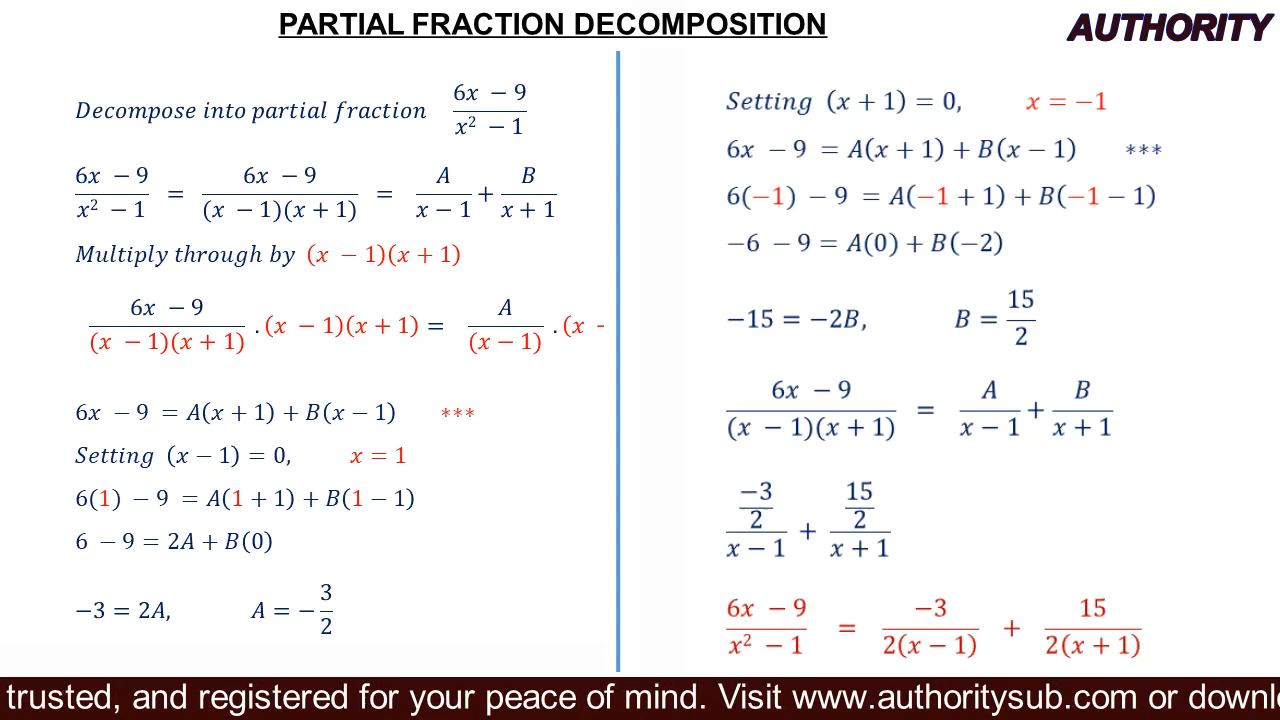 PARTIAL FRACTION DECOMPOSITION
AUTHORITY
Decompose into partial fraction (6x − 9)/(x² − 1)
(6x − 9)/(x² − 1) = (6x − 9)/((x − 1)(x + 1)) = A/(x − 1) + B/(x + 1)
Multiply through by (x − 1)(x + 1)
(6x − 9)/((x − 1)(x + 1)) . (x − 1)(x + 1) = A/(x − 1) . (x -
6x − 9 = A(x + 1) + B(x − 1) ***
Setting (x − 1) = 0, x = 1
6(1) − 9 = A(1 + 1) + B(1 − 1)
6 − 9 = 2A + B(0)
−3 = 2A, A = −3/2
Setting (x + 1) = 0, x = −1
6x − 9 = A(x + 1) + B(x − 1) ***
6(−1) − 9 = A(−1 + 1) + B(−1 − 1)
−6 − 9 = A(0) + B(−2)
−15 = −2B, B = 15/2
(6x − 9)/((x − 1)(x + 1)) = A/(x − 1) + B/(x + 1)
(−3/2)/(x − 1) + (15/2)/(x + 1)
(6x − 9)/(x² − 1) = −3/(2(x − 1)) + 15/(2(x + 1))
trusted, and registered for your peace of mind. Visit www.authoritysub.com or downl